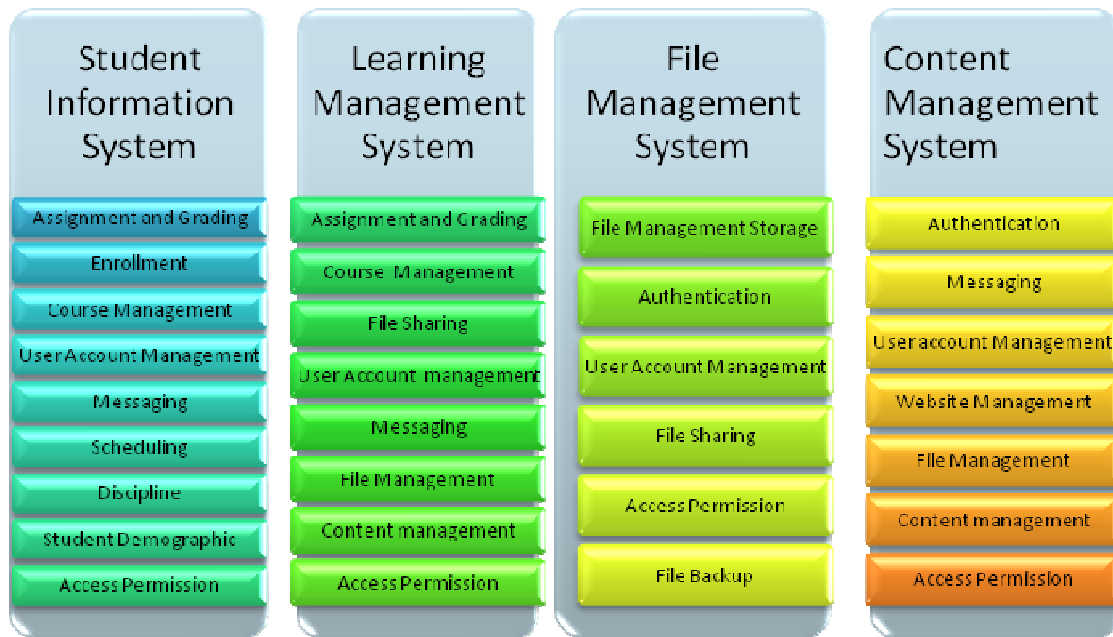 Student
Information
System
Assignment and Grading
Enrollment
Course Management
User Account Management
Messaging
Scheduling
Discipline
Student Demographic
Access Permission
Learning
Management
System
Assignment and Grading
Course Management
File Sharing
User Account management
Messaging
File Management
Content management
Access Permission
File
Management
System
File Management Storage
Authentication
User Account Management
File Sharing
Access Permission
File Backup
Content
Management
System
Authentication
Messaging
User account Management
Website Management
File Management
Content management
Access Permission